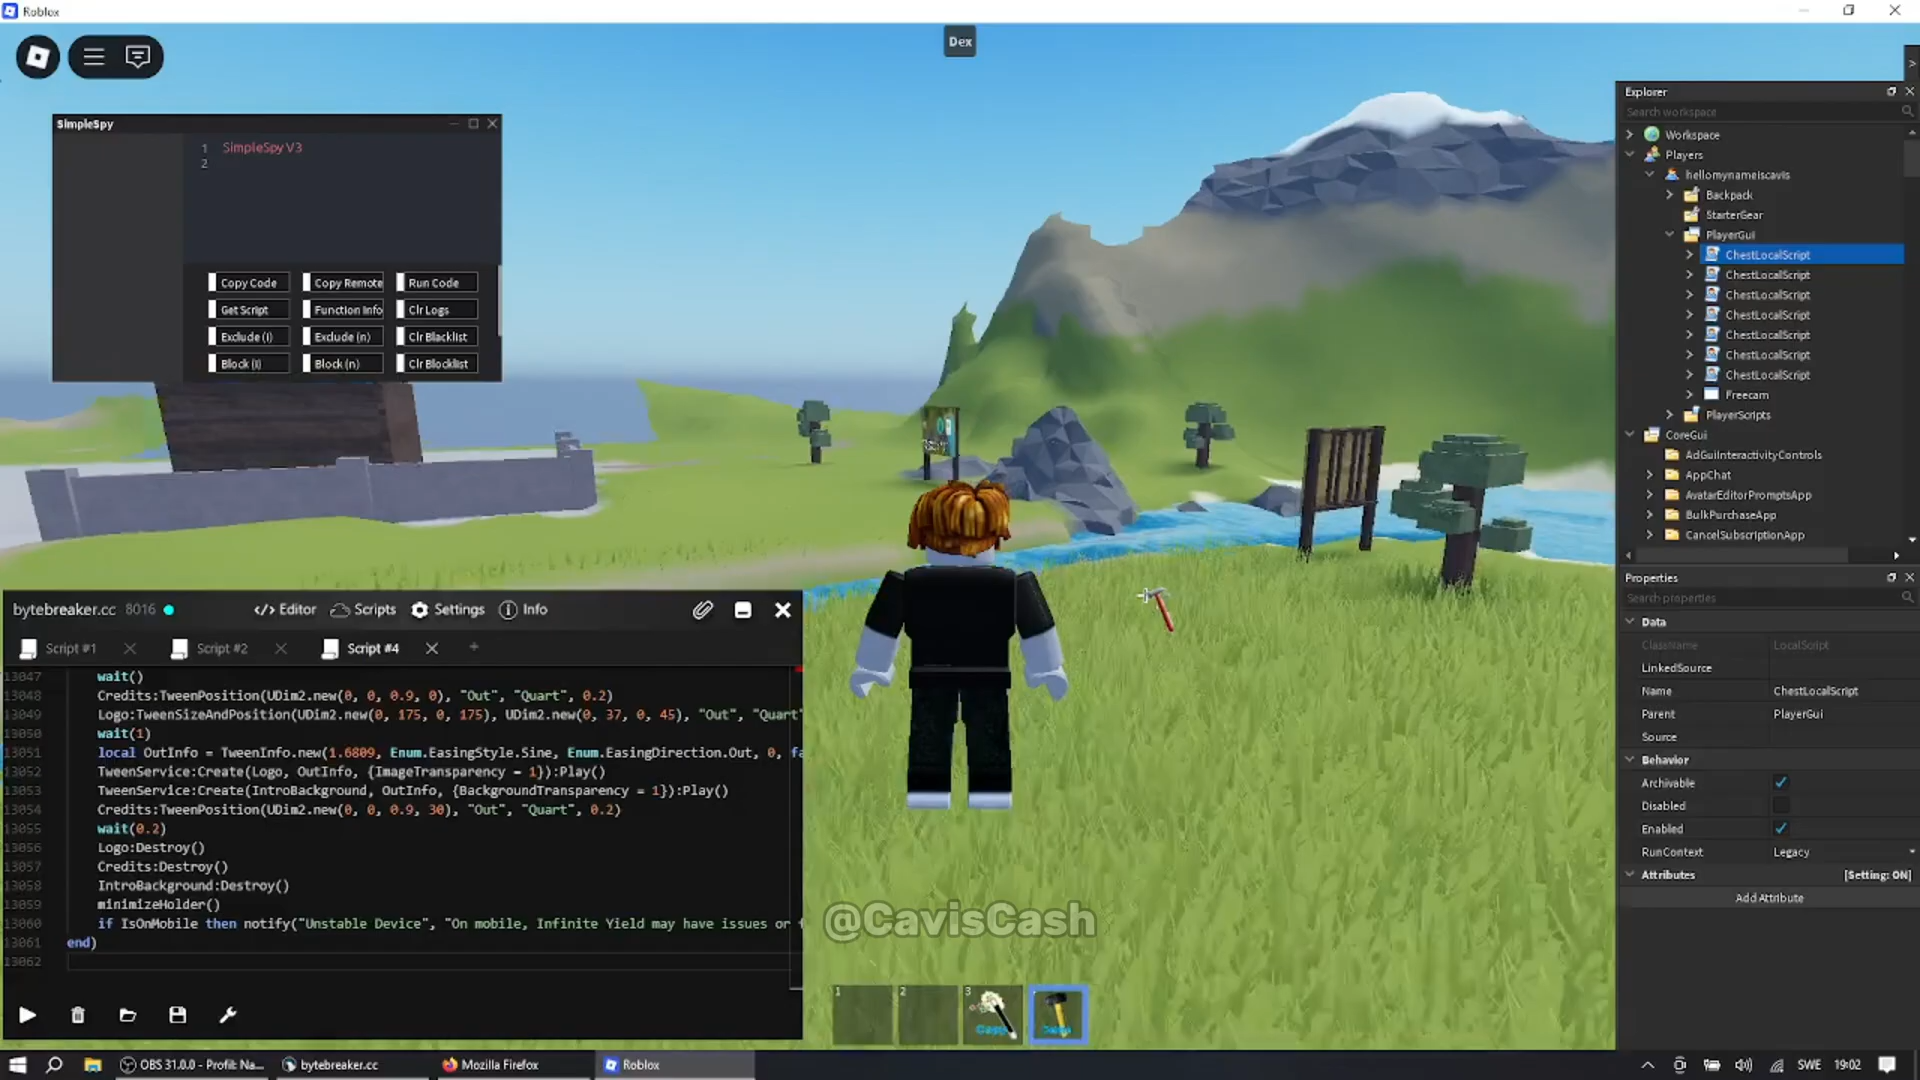 Roblox
Dex
SimpleSpy
1 SimpleSpy V3
2
Copy Code Copy Remote Run Code
Get Script Function Info Clr Logs
Exclude (i) Exclude (n) Clr Blacklist
Block (i) Block (n) Clr Blocklist
Explorer
Search workspace
Workspace
Players
hellomynameiscavis
Backpack
StarterGear
PlayerGui
ChestLocalScript
ChestLocalScript
ChestLocalScript
ChestLocalScript
ChestLocalScript
ChestLocalScript
ChestLocalScript
Freecam
PlayerScripts
CoreGui
AdGuiInteractivityControls
AppChat
AvatarEditorPromptsApp
BulkPurchaseApp
CancelSubscriptionApp
Properties
Search properties
Data
Classname LocalScript
LinkedSource
Name ChestLocalScript
Parent PlayerGui
Source
Behavior
Archivable
Disabled
Enabled
RunContext Legacy
Attributes [Setting: ON]
Add Attribute
bytebreaker.cc 8016 </> Editor Scripts Settings Info
Script #1 Script #2 Script #4 +
13047 wait()
13048 Credits:TweenPosition(UDim2.new(0, 0, 0.9, 0), "Out", "Quart", 0.2)
13049 Logo:TweenSizeAndPosition(UDim2.new(0, 175, 0, 175), UDim2.new(0, 37, 0, 45), "Out", "Quart"
13050 wait(1)
13051 local OutInfo = TweenInfo.new(1.6809, Enum.EasingStyle.Sine, Enum.EasingDirection.Out, 0, fa
13052 TweenService:Create(Logo, OutInfo, {ImageTransparency = 1}):Play()
13053 TweenService:Create(IntroBackground, OutInfo, {BackgroundTransparency = 1}):Play()
13054 Credits:TweenPosition(UDim2.new(0, 0, 0.9, 30), "Out", "Quart", 0.2)
13055 wait(0.2)
13056 Logo:Destroy()
13057 Credits:Destroy()
13058 IntroBackground:Destroy()
13059 minimizeHolder()
13060 if IsOnMobile then notify("Unstable Device", "On mobile, Infinite Yield may have issues or f
13061 end)
13062
@CavisCash
1 2 3
OBS 31.0.0 - Profil: Na... bytebreaker.cc Mozilla Firefox Roblox
SWE 19:02